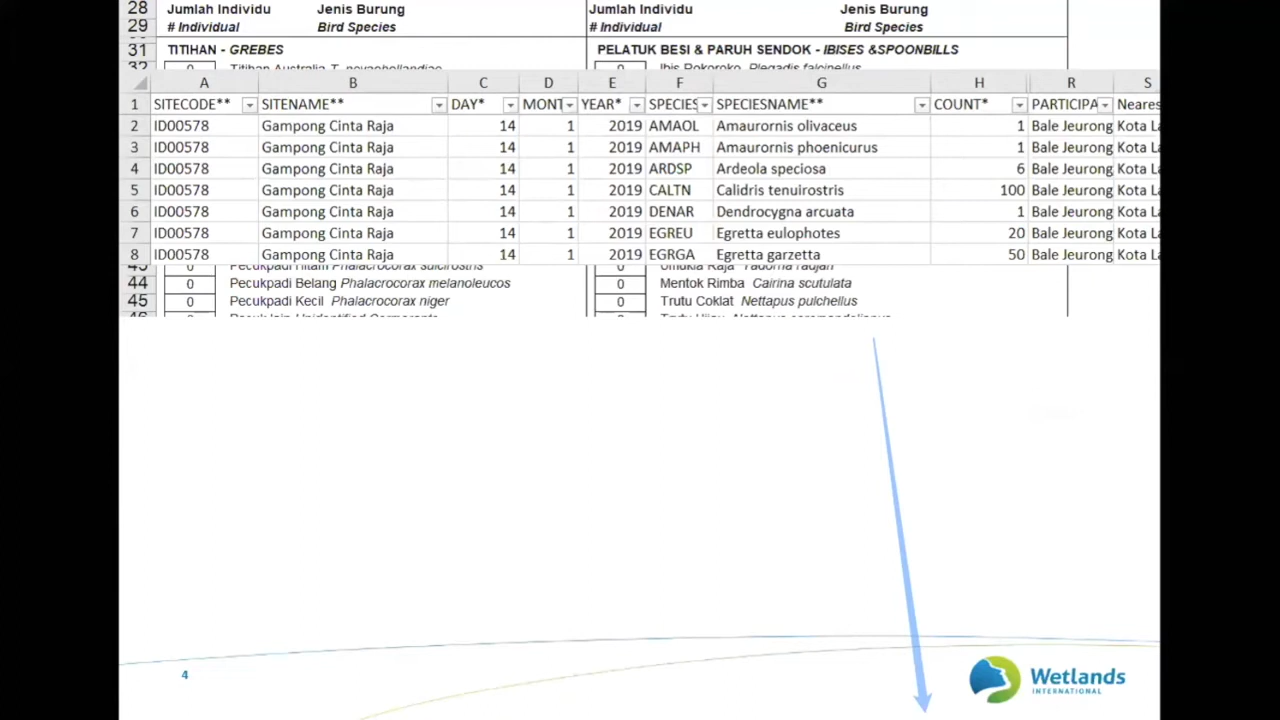 28 Jumlah Individu Jenis Burung Jumlah Individu Jenis Burung
29 # Individual Bird Species # Individual Bird Species
31 TITIHAN - GREBES PELATUK BESI & PARUH SENDOK - IBISES &SPOONBILLS
A B C D E F G H R S
1 SITECODE** SITENAME** DAY* MONT YEAR* SPECIES SPECIESNAME** COUNT* PARTICIPA Neares
2 ID00578 Gampong Cinta Raja 14 1 2019 AMAOL Amaurornis olivaceus 1 Bale Jeurong Kota La
3 ID00578 Gampong Cinta Raja 14 1 2019 AMAPH Amaurornis phoenicurus 1 Bale Jeurong Kota La
4 ID00578 Gampong Cinta Raja 14 1 2019 ARDSP Ardeola speciosa 6 Bale Jeurong Kota La
5 ID00578 Gampong Cinta Raja 14 1 2019 CALTN Calidris tenuirostris 100 Bale Jeurong Kota La
6 ID00578 Gampong Cinta Raja 14 1 2019 DENAR Dendrocygna arcuata 1 Bale Jeurong Kota La
7 ID00578 Gampong Cinta Raja 14 1 2019 EGREU Egretta eulophotes 20 Bale Jeurong Kota La
8 ID00578 Gampong Cinta Raja 14 1 2019 EGRGA Egretta garzetta 50 Bale Jeurong Kota La
44 0 Pecukpadi Belang Phalacrocorax melanoleucos 0 Mentok Rimba Cairina scutulata
45 0 Pecukpadi Kecil Phalacrocorax niger 0 Trutu Coklat Nettapus pulchellus
4
Wetlands
INTERNATIONAL